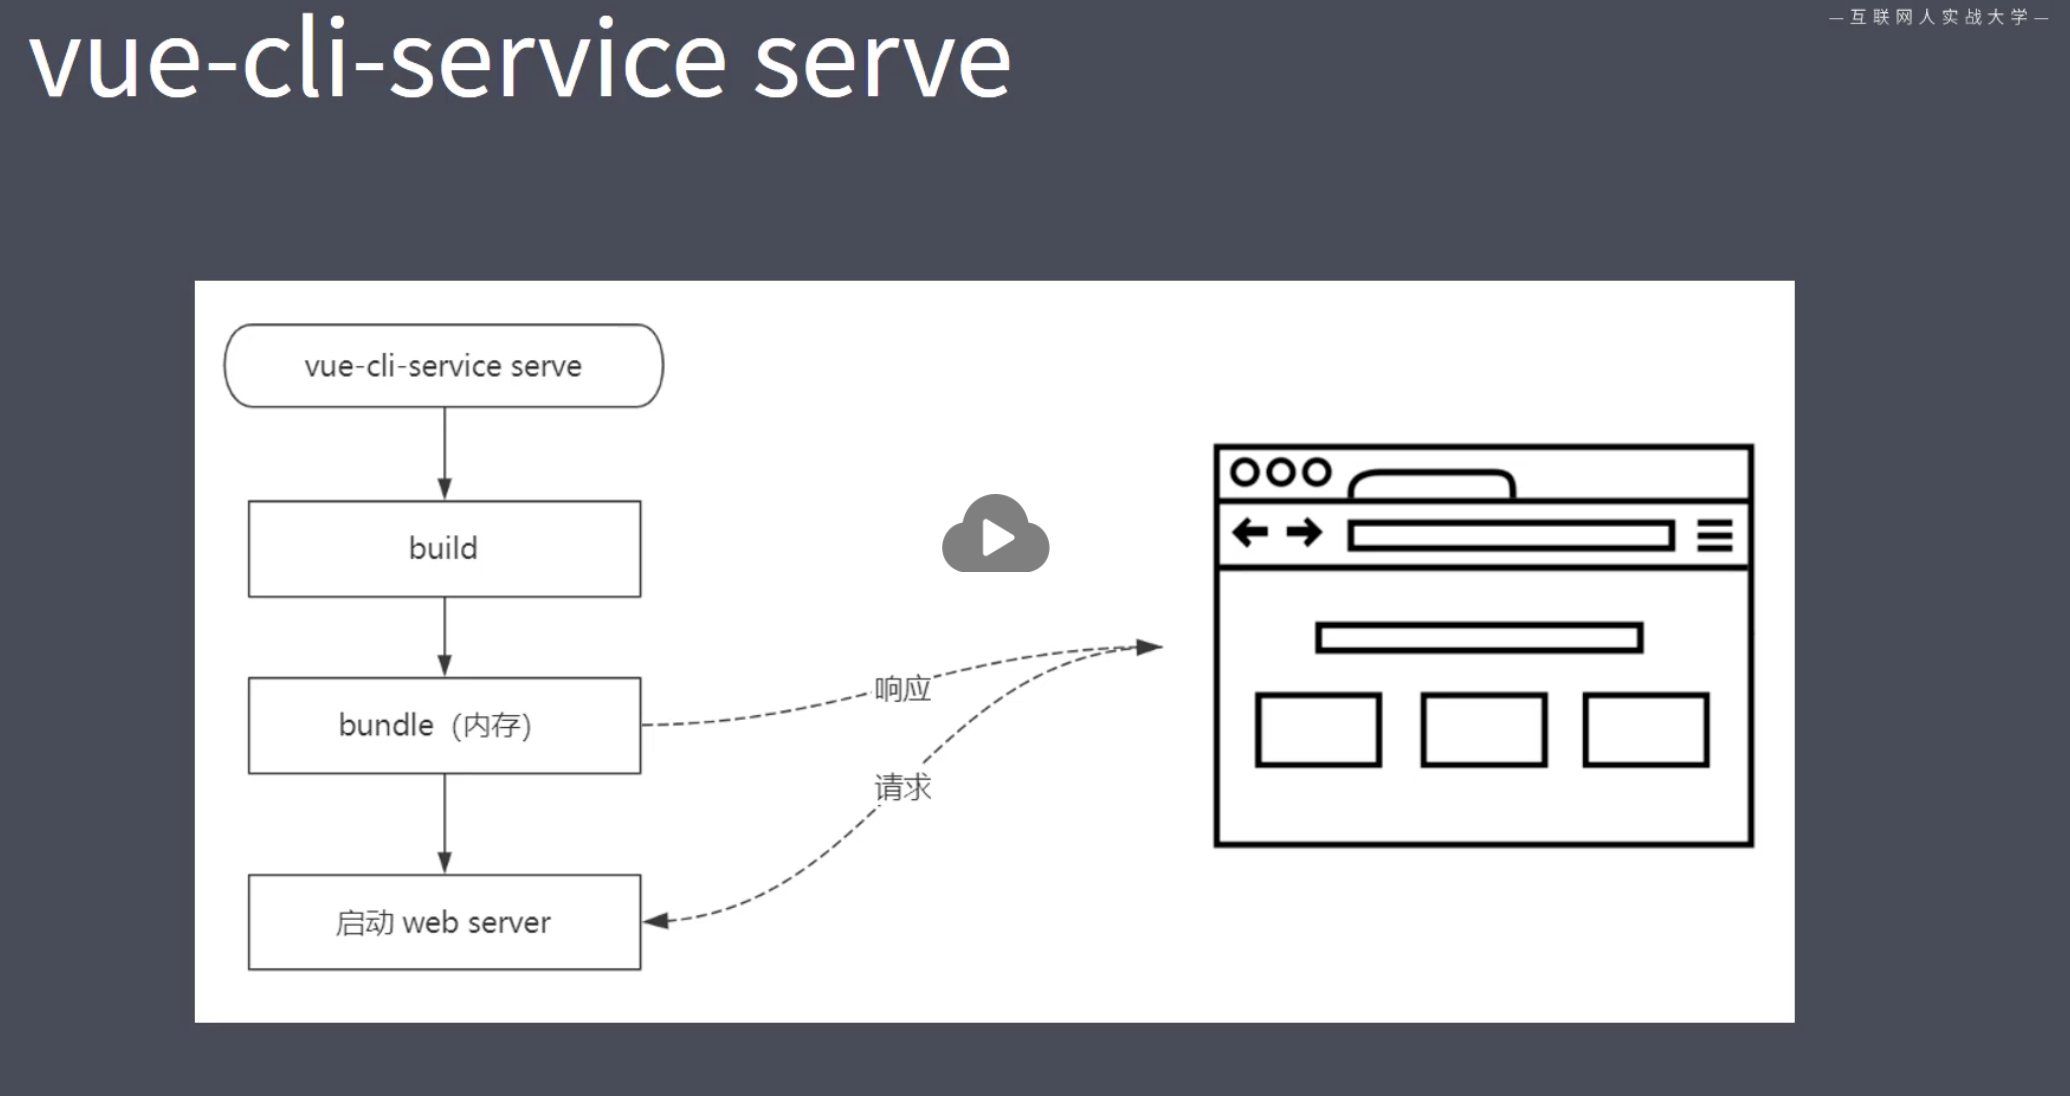 — 互联网人实战大学 —
vue-cli-service serve
vue-cli-service serve
build
bundle（内存）
响应
请求
启动 web server